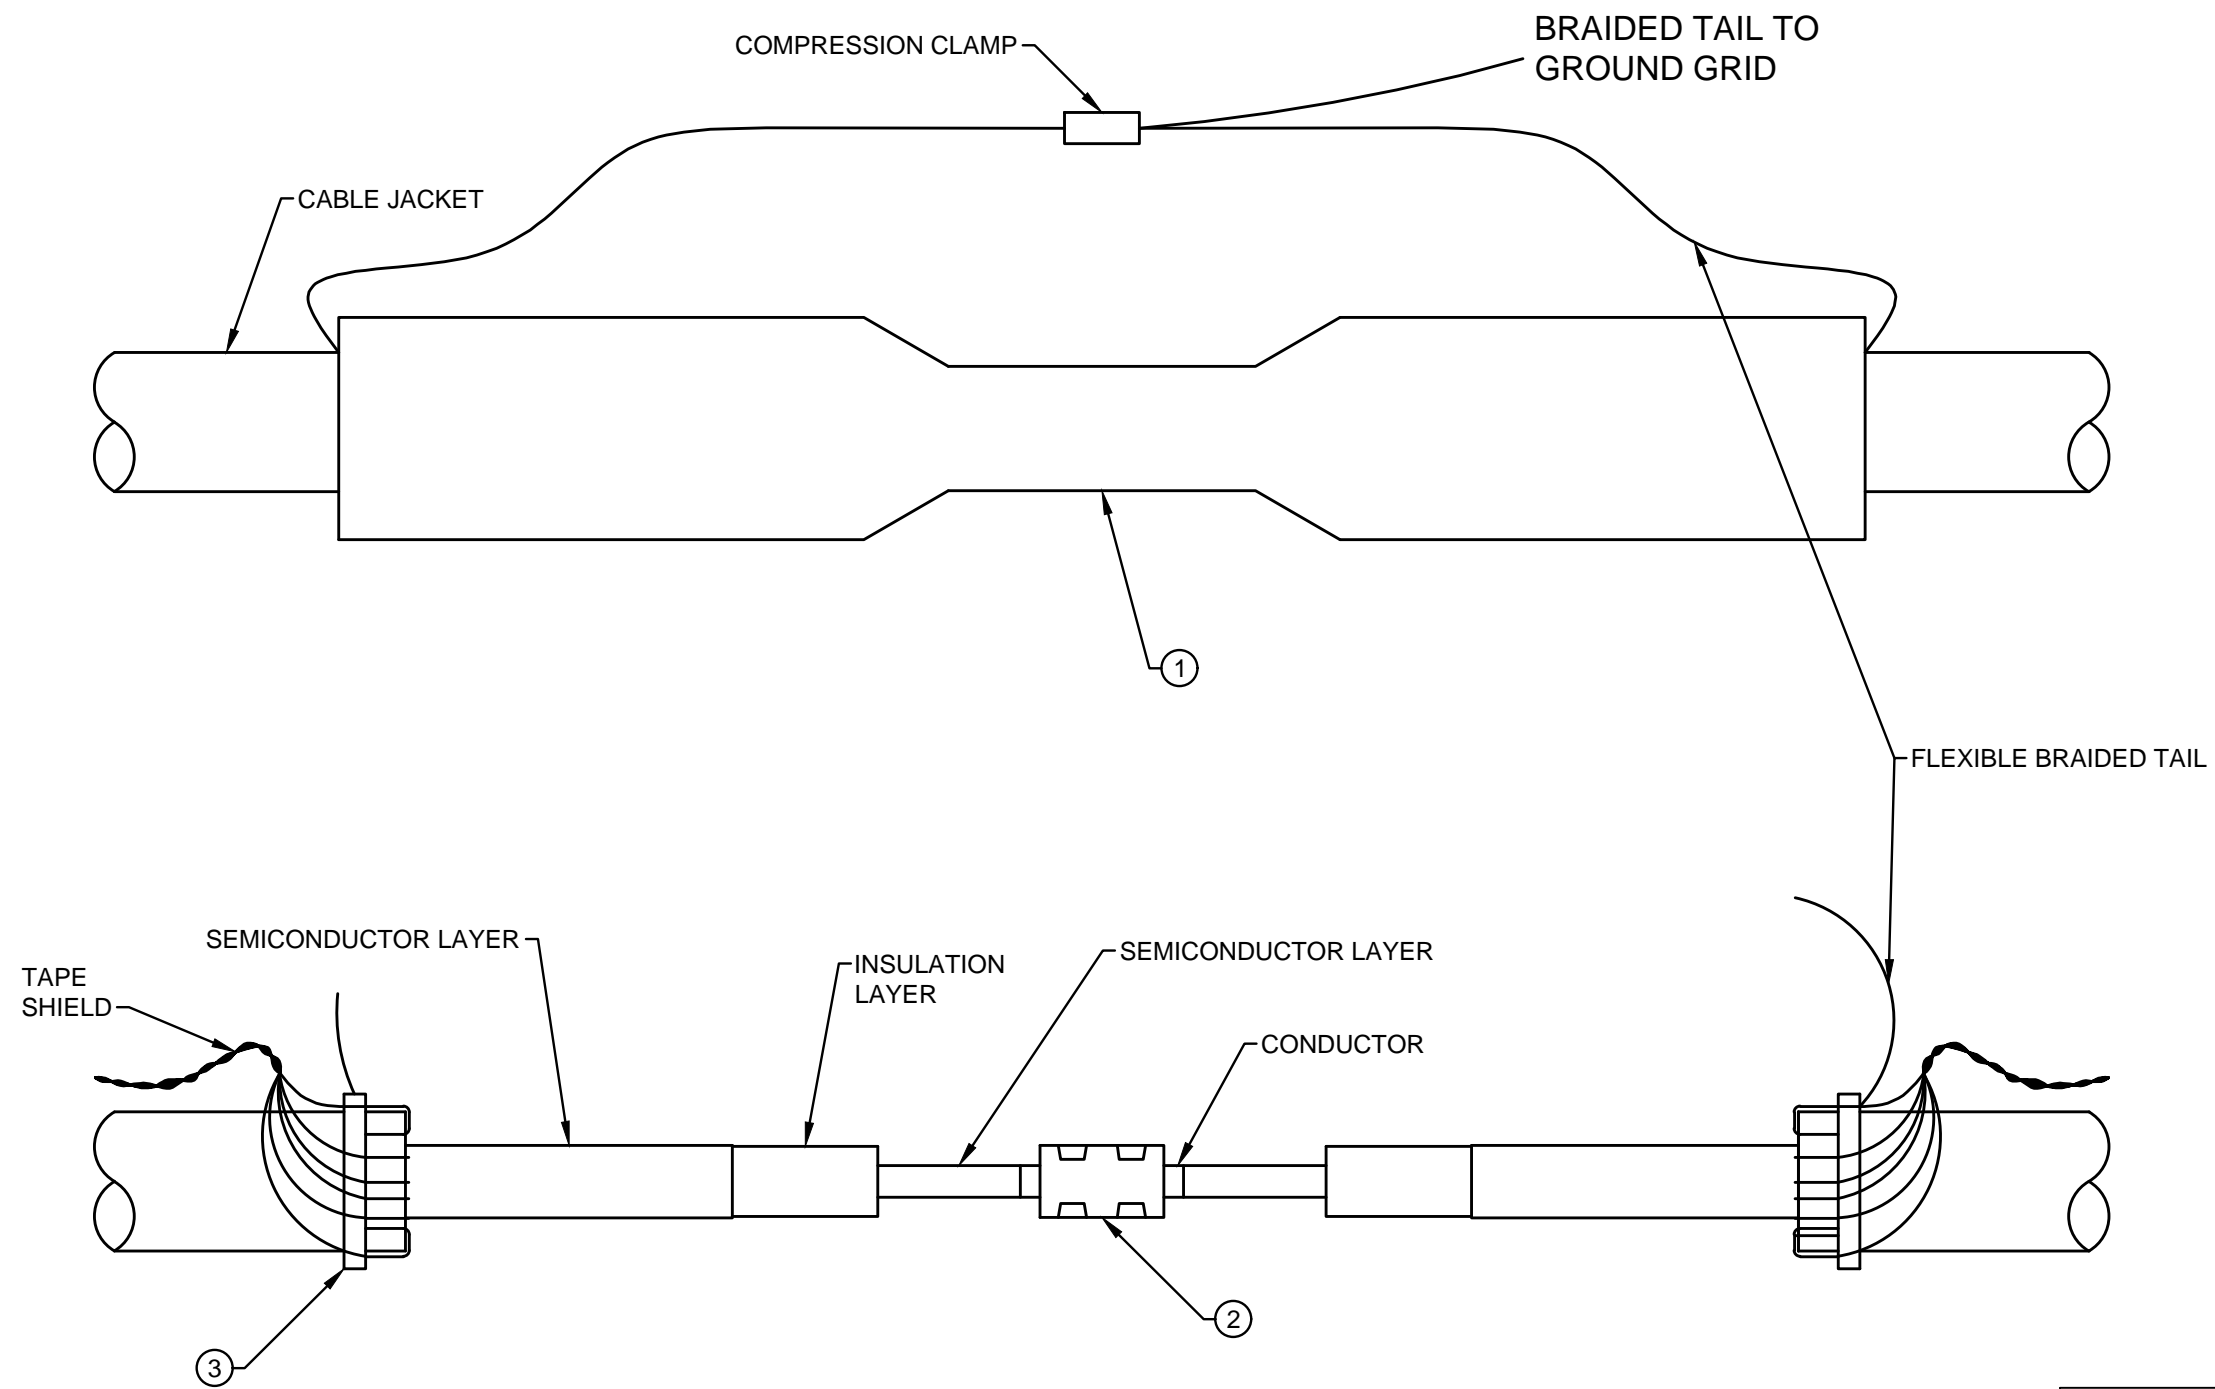 BRAIDED TAIL TO
GROUND GRID
COMPRESSION CLAMP
CABLE JACKET
1
FLEXIBLE BRAIDED TAIL
SEMICONDUCTOR LAYER
SEMICONDUCTOR LAYER
INSULATION
LAYER
TAPE
SHIELD
CONDUCTOR
2
3